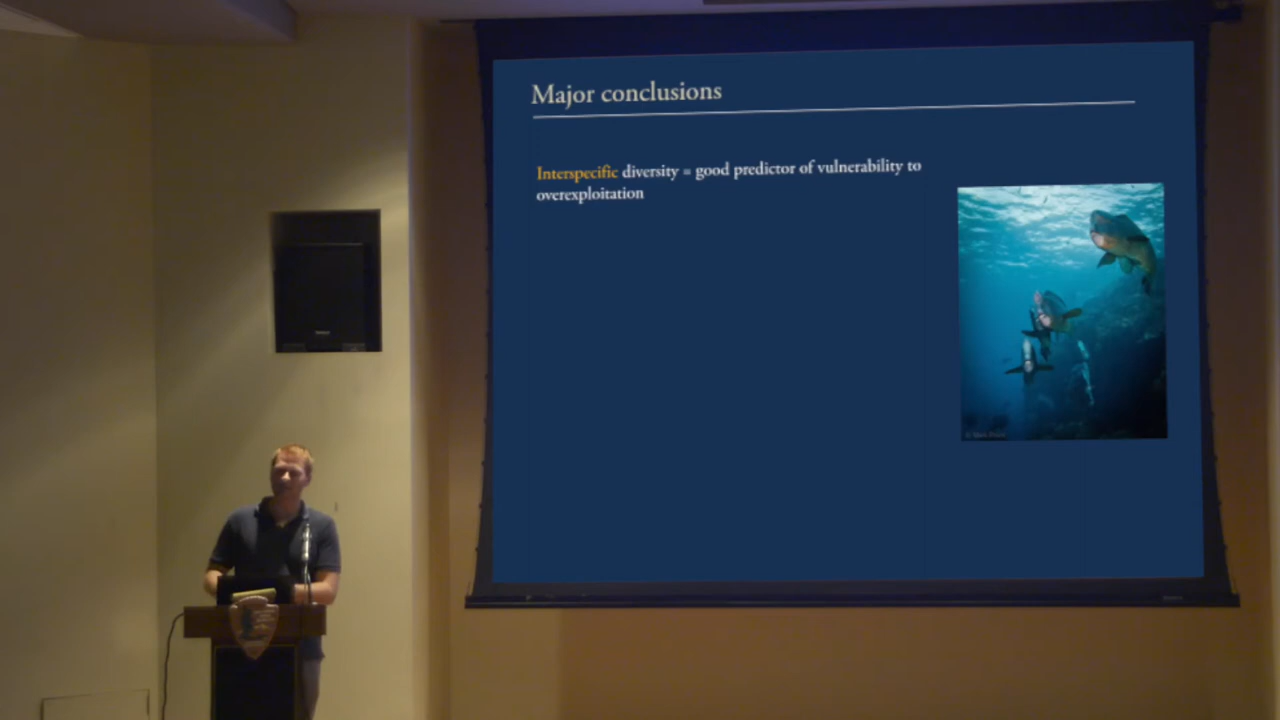 Major conclusions
Interspecific diversity = good predictor of vulnerability to
overexploitation